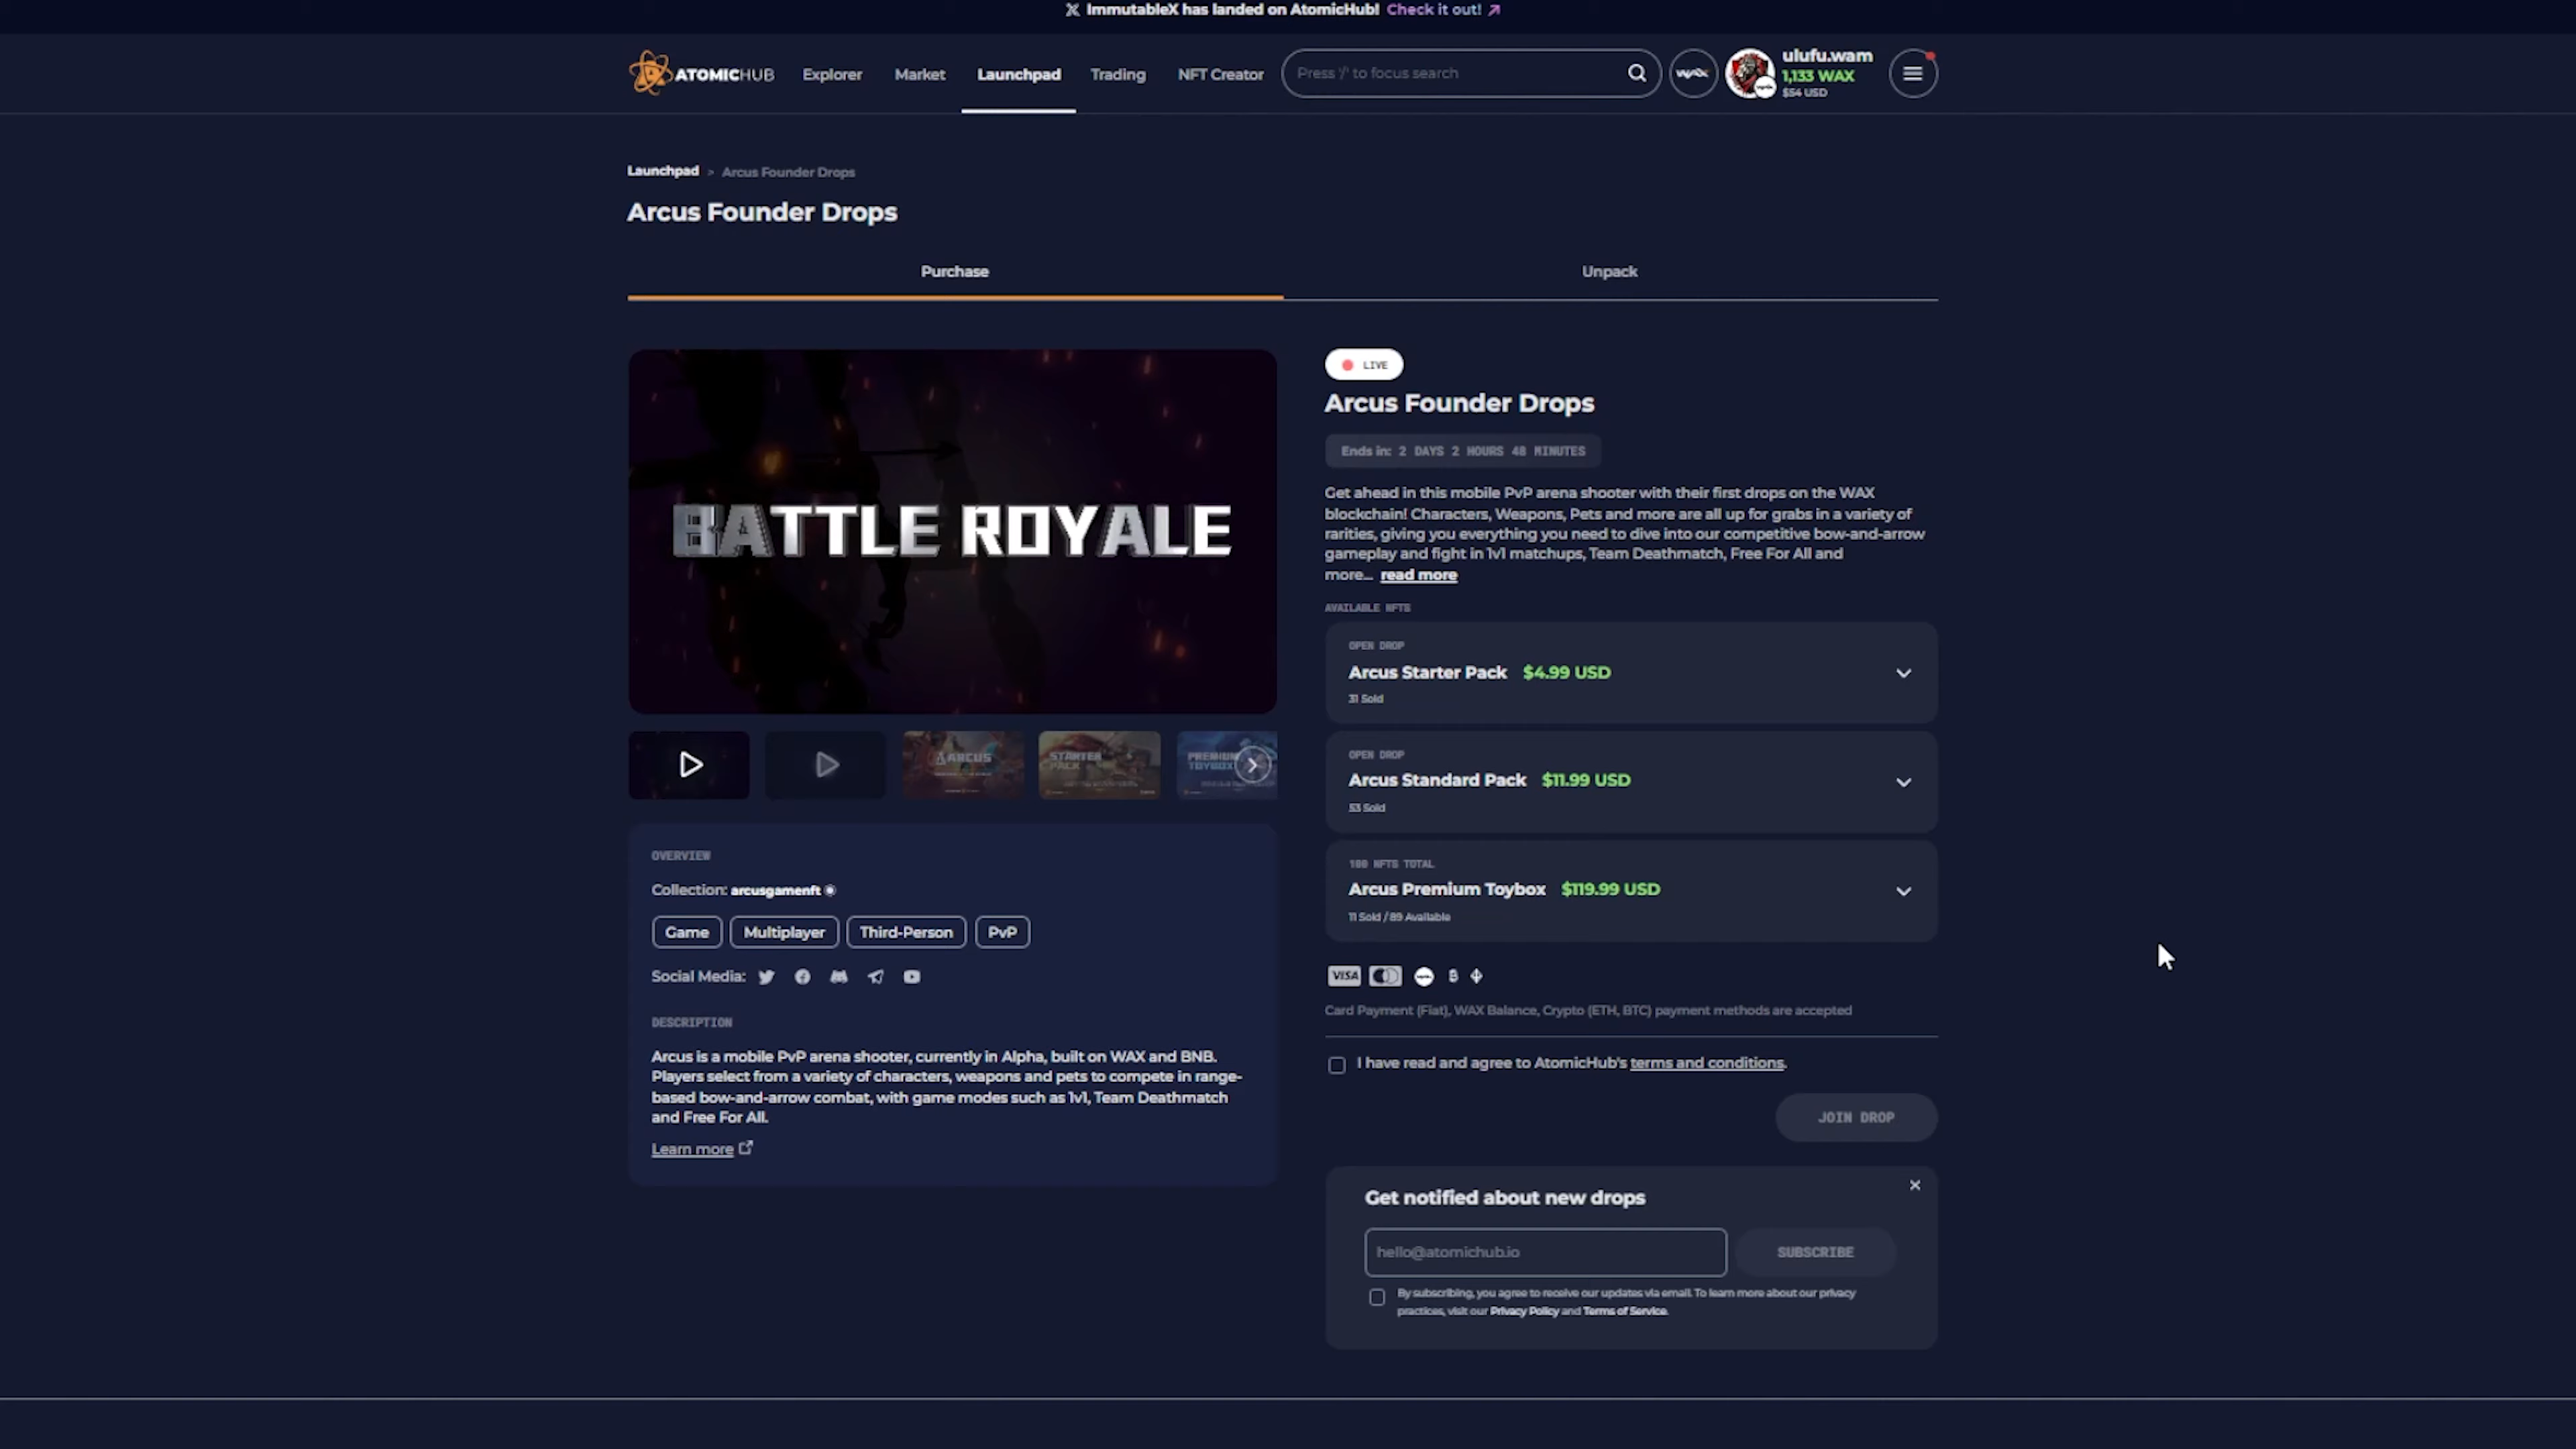 ImmutableX has landed on AtomicHub! Check it out!
ATOMICHUB
Explorer
Market
Launchpad
Trading
NFT Creator
Press '/' to focus search
WAX
ulufu.wam
1,133 WAX
$54 USD
Launchpad > Arcus Founder Drops
Arcus Founder Drops
Purchase
Unpack
BATTLE ROYALE
ARCUS
STARTER PACK
PREMIUM TOYBOX
OVERVIEW
Collection: arcusgamenft
Game
Multiplayer
Third-Person
PvP
Social Media:
DESCRIPTION
Arcus is a mobile PvP arena shooter, currently in Alpha, built on WAX and BNB.
Players select from a variety of characters, weapons and pets to compete in range-
based bow-and-arrow combat, with game modes such as 1v1, Team Deathmatch
and Free For All.
Learn more
LIVE
Arcus Founder Drops
Ends in: 2 DAYS 2 HOURS 48 MINUTES
Get ahead in this mobile PvP arena shooter with their first drops on the WAX
blockchain! Characters, Weapons, Pets and more are all up for grabs in a variety of
rarities, giving you everything you need to dive into our competitive bow-and-arrow
gameplay and fight in 1v1 matchups, Team Deathmatch, Free For All and
more... read more
AVAILABLE NFTS
OPEN DROP
Arcus Starter Pack $4.99 USD
31 Sold
OPEN DROP
Arcus Standard Pack $11.99 USD
53 Sold
100 NFTS TOTAL
Arcus Premium Toybox $119.99 USD
11 Sold / 89 Available
VISA
Card Payment (Fiat), WAX Balance, Crypto (ETH, BTC) payment methods are accepted
I have read and agree to AtomicHub's terms and conditions.
JOIN DROP
Get notified about new drops
hello@atomichub.io
SUBSCRIBE
By subscribing, you agree to receive our updates via email. To learn more about our privacy
practices, visit our Privacy Policy and Terms of Service.